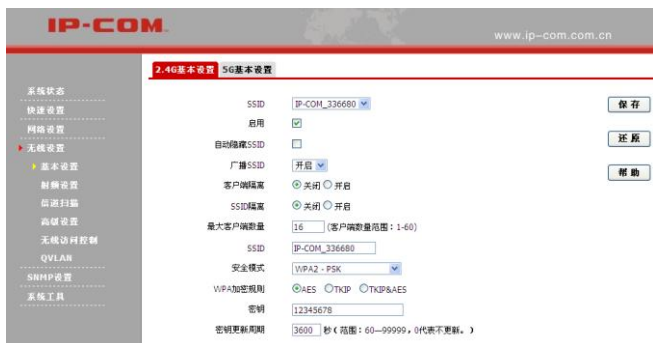 IP-COM
www.ip-com.com.cn
2.4G基本设置 5G基本设置
系统状态
快速设置
网络设置
无线设置
基本设置
射频设置
信道扫描
高级设置
无线访问控制
QVLAN
SNMP设置
系统工具
SSID IP-COM_336680
启用
自动隐藏SSID
广播SSID 开启
客户端隔离 关闭 开启
SSID隔离 关闭 开启
最大客户端数量 16 (客户端数量范围:1-60)
SSID IP-COM_336680
安全模式 WPA2 - PSK
WPA加密规则 AES TKIP TKIP&AES
密钥 12345678
密钥更新周期 3600 秒(范围:60—99999,0代表不更新。)
保存
还原
帮助